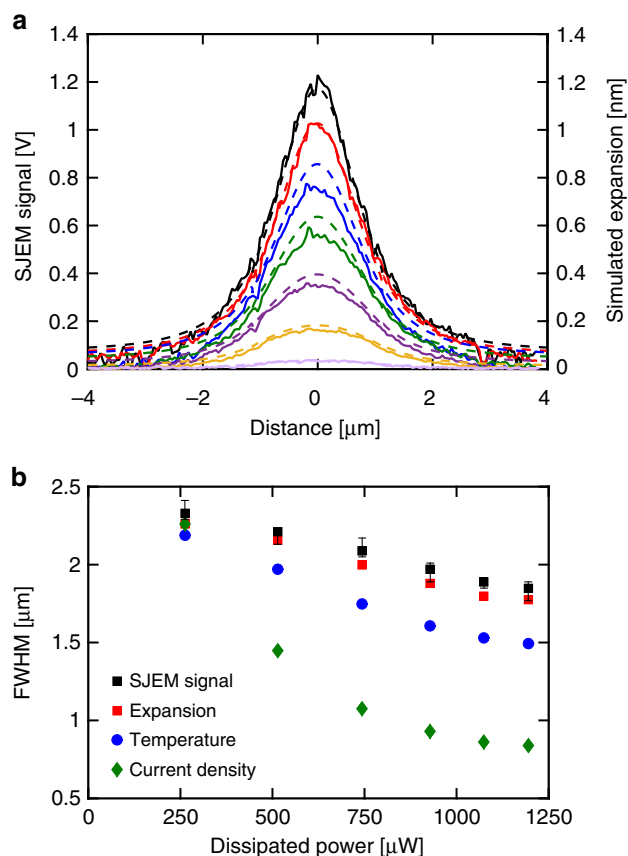 a
1.4
1.2
1
0.8
0.6
0.4
0.2
0
SJEM signal [V]
1.4
1.2
1
0.8
0.6
0.4
0.2
0
Simulated expansion [nm]
−4
−2
0
2
4
Distance [μm]
b
2.5
2
1.5
1
0.5
FWHM [μm]
SJEM signal
Expansion
Temperature
Current density
0
250
500
750
1000
1250
Dissipated power [μW]